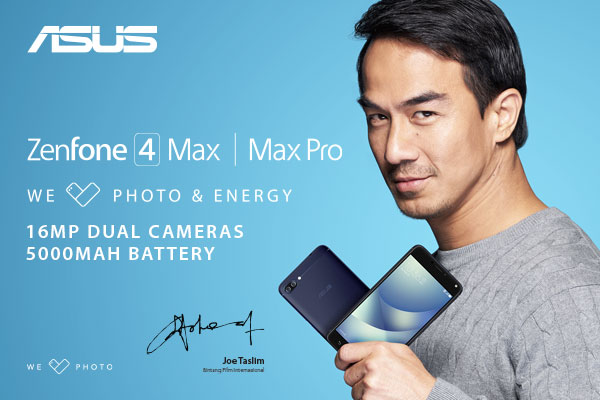 ASUS
Zenfone 4 Max | Max Pro
WE PHOTO & ENERGY
16MP DUAL CAMERAS
5000MAH BATTERY
Joe Taslim
Bintang Film Internasional
WE PHOTO
ASUS